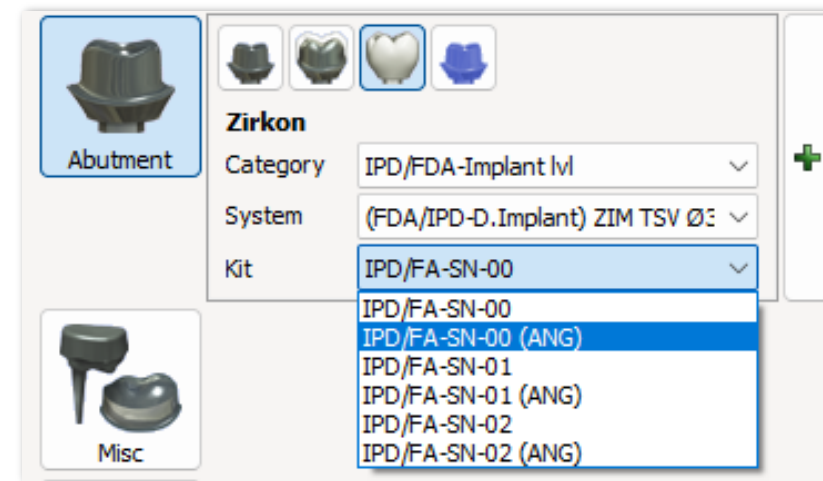 Abutment
Zirkon
Category IPD/FDA-Implant lvl
System (FDA/IPD-D.Implant) ZIM TSV
Kit IPD/FA-SN-00
IPD/FA-SN-00
IPD/FA-SN-00 (ANG)
IPD/FA-SN-01
IPD/FA-SN-01 (ANG)
IPD/FA-SN-02
IPD/FA-SN-02 (ANG)
Misc